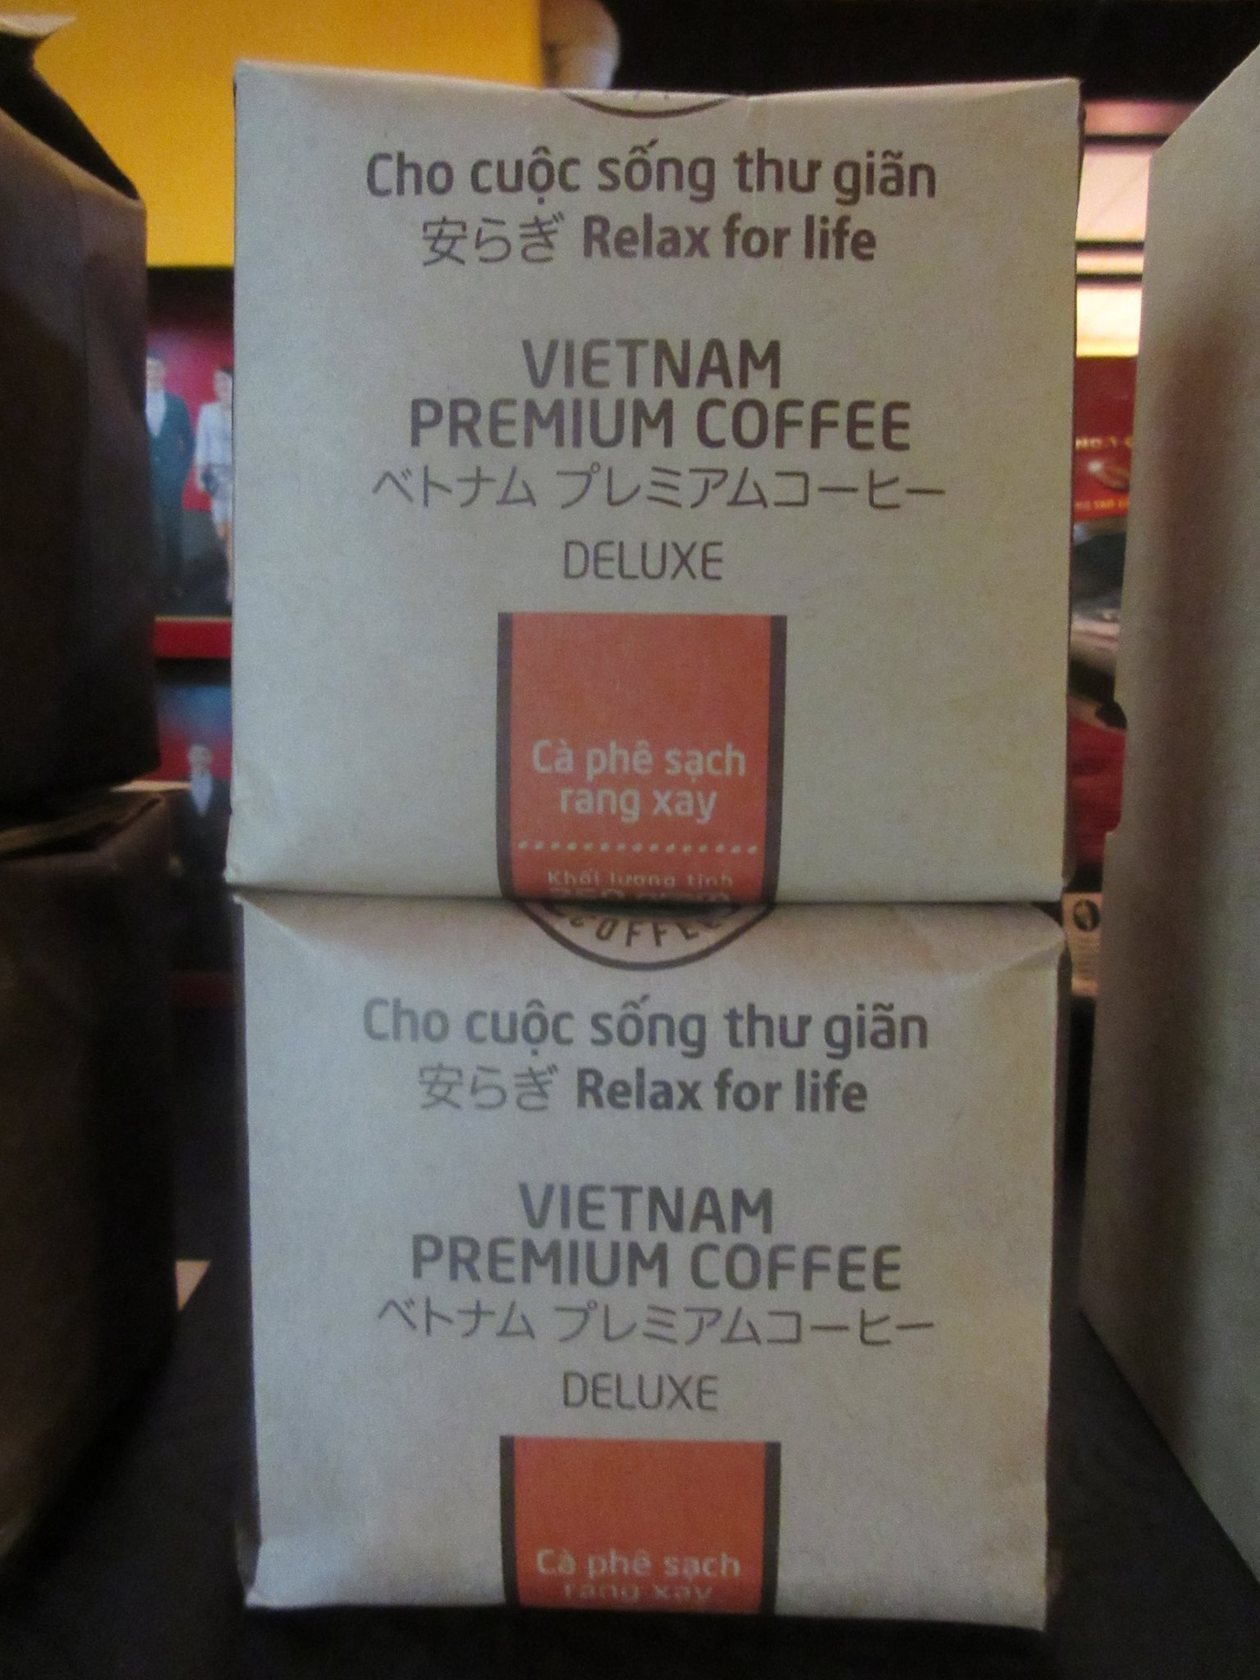 Cho cuộc sống thư giãn
安らぎ Relax for life
VIETNAM
PREMIUM COFFEE
ベトナム プレミアムコーヒー
DELUXE
Cà phê sạch
rang xay
Khối lượng tịnh
COFFEE
Cho cuộc sống thư giãn
安らぎ Relax for life
VIETNAM
PREMIUM COFFEE
ベトナム プレミアムコーヒー
DELUXE
Cà phê sạch
rang xay